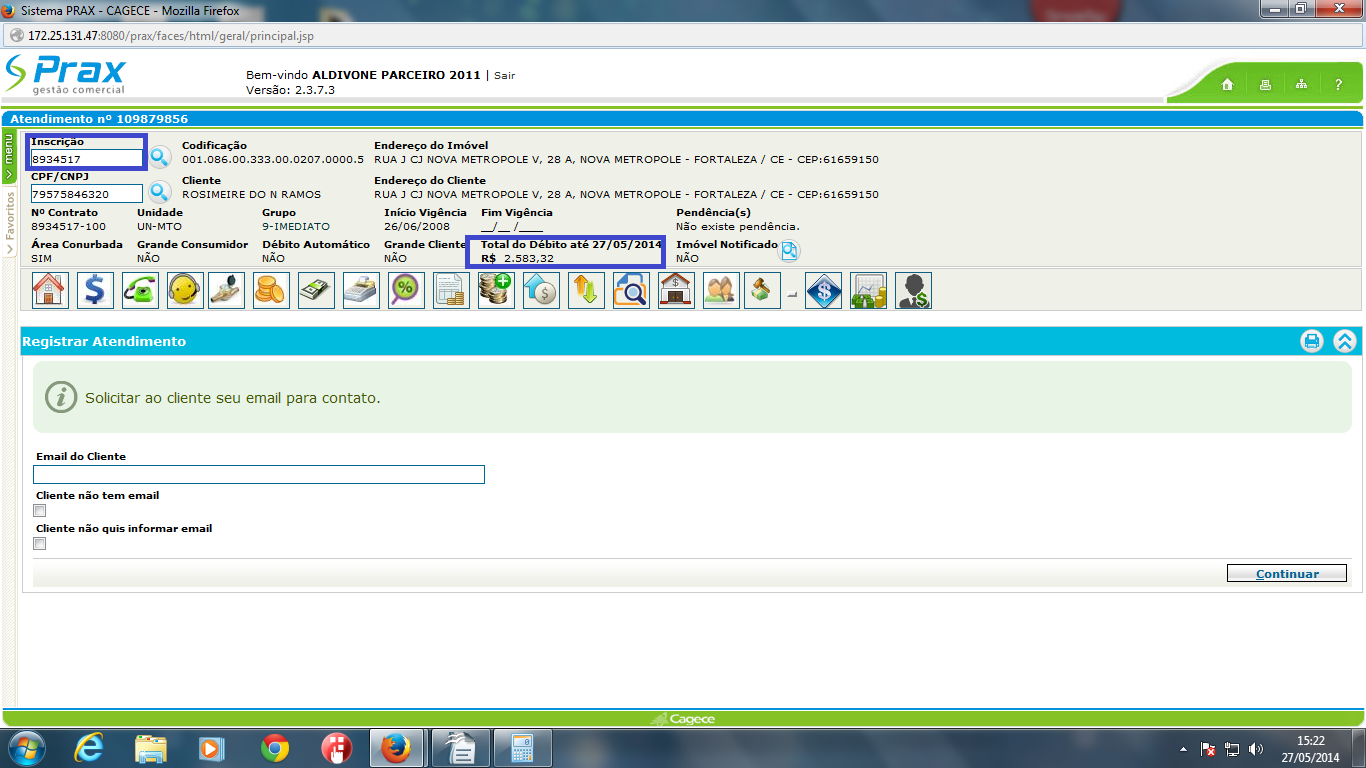 Sistema PRAX - CAGECE - Mozilla Firefox
172.25.131.47:8080/prax/faces/html/geral/principal.jsp
Prax
gestão comercial
Bem-vindo ALDIVONE PARCEIRO 2011 | Sair
Versão: 2.3.7.3
?
Atendimento nº 109879856
menu
Favoritos
Inscrição Codificação Endereço do Imóvel
8934517 001.086.00.333.00.0207.0000.5 RUA J CJ NOVA METROPOLE V, 28 A, NOVA METROPOLE - FORTALEZA / CE - CEP:61659150
CPF/CNPJ Cliente Endereço do Cliente
79575846320 ROSIMEIRE DO N RAMOS RUA J CJ NOVA METROPOLE V, 28 A, NOVA METROPOLE - FORTALEZA / CE - CEP:61659150
Nº Contrato Unidade Grupo Início Vigência Fim Vigência Pendência(s)
8934517-100 UN-MTO 9-IMEDIATO 26/06/2008 __/__ /____ Não existe pendência.
Área Conurbada Grande Consumidor Débito Automático Grande Cliente Total do Débito até 27/05/2014 Imóvel Notificado
SIM NÃO NÃO NÃO R$ 2.583,32 NÃO
Registrar Atendimento
Solicitar ao cliente seu email para contato.
Email do Cliente
Cliente não tem email
Cliente não quis informar email
Continuar
Cagece
15:22
27/05/2014